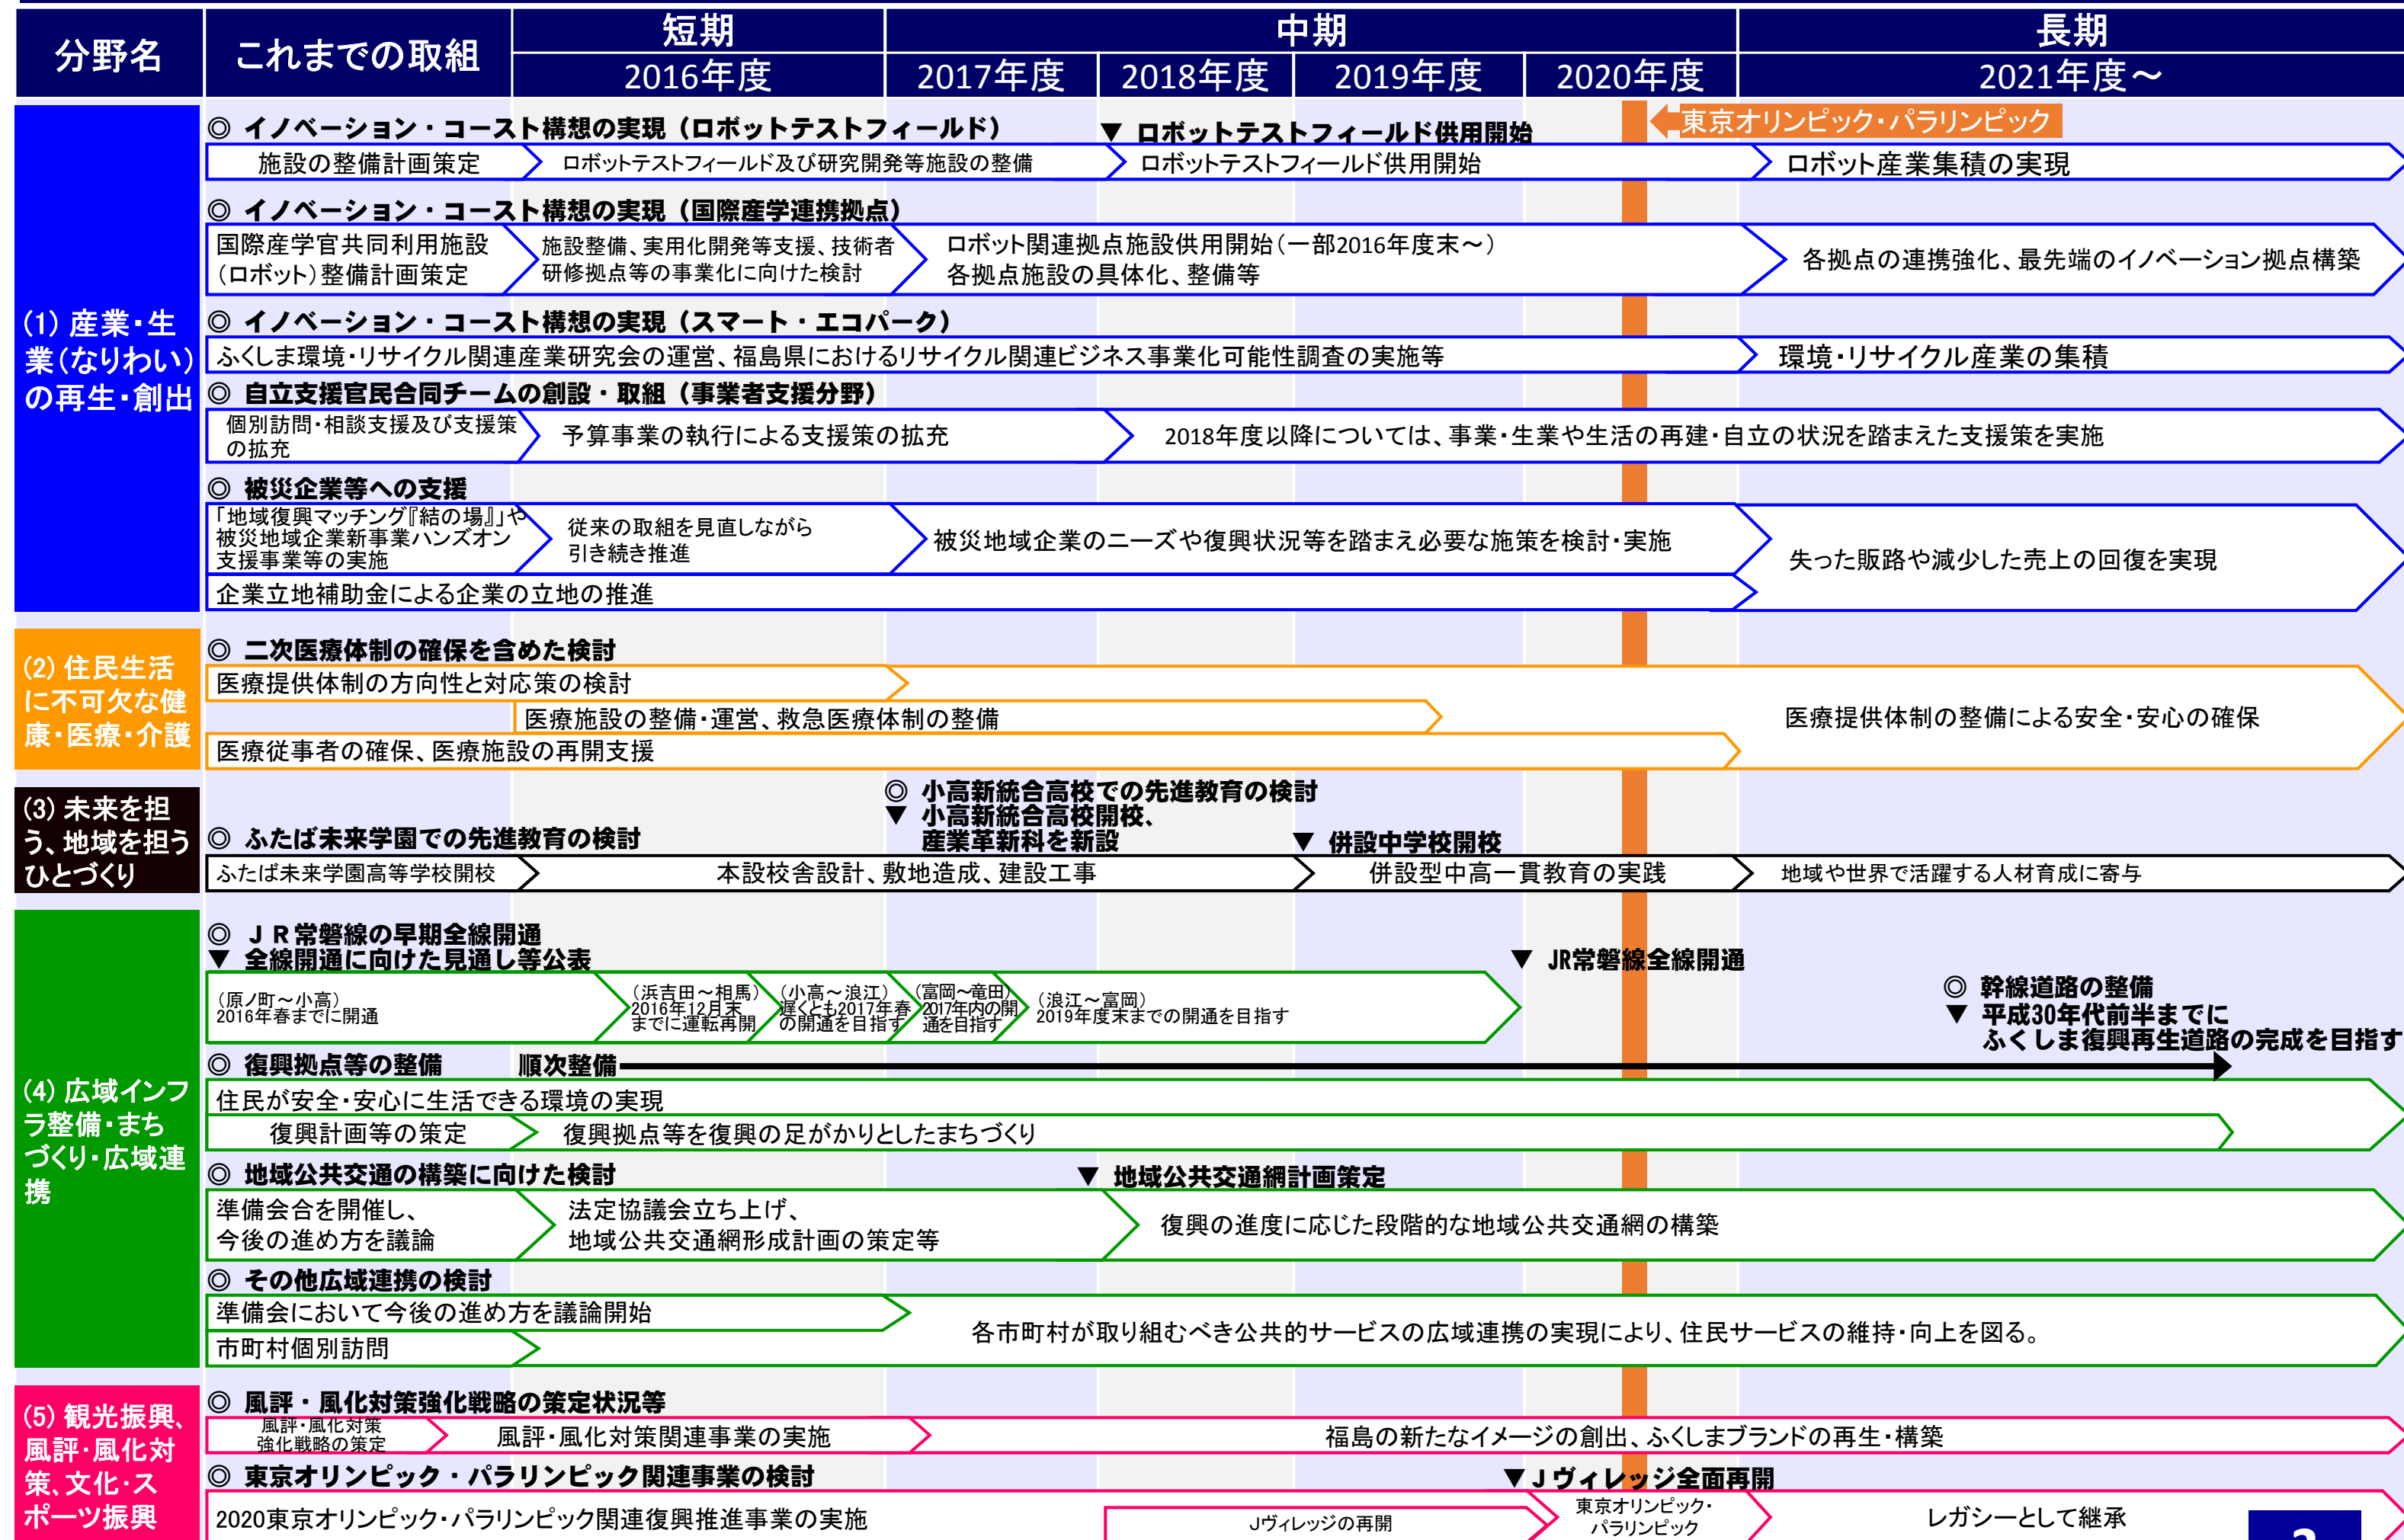 分野名
これまでの取組
短期
中期
長期
2016年度
2017年度
2018年度
2019年度
2020年度
2021年度～
東京オリンピック・パラリンピック
(1) 産業・生
業(なりわい)
の再生・創出
◎ イノベーション・コースト構想の実現（ロボットテストフィールド）
▼ ロボットテストフィールド供用開始
施設の整備計画策定
ロボットテストフィールド及び研究開発等施設の整備
ロボットテストフィールド供用開始
ロボット産業集積の実現
◎ イノベーション・コースト構想の実現（国際産学連携拠点）
国際産学官共同利用施設
(ロボット)整備計画策定
施設整備、実用化開発等支援、技術者
研修拠点等の事業化に向けた検討
ロボット関連拠点施設供用開始(一部2016年度末～)
各拠点施設の具体化、整備等
各拠点の連携強化、最先端のイノベーション拠点構築
◎ イノベーション・コースト構想の実現（スマート・エコパーク）
ふくしま環境・リサイクル関連産業研究会の運営、福島県におけるリサイクル関連ビジネス事業化可能性調査の実施等
環境・リサイクル産業の集積
◎ 自立支援官民合同チームの創設・取組（事業者支援分野）
個別訪問・相談支援及び支援策
の拡充
予算事業の執行による支援策の拡充
2018年度以降については、事業・生業や生活の再建・自立の状況を踏まえた支援策を実施
◎ 被災企業等への支援
「地域復興マッチング『結の場』」や
被災地域企業新事業ハンズオン
支援事業等の実施
従来の取組を見直しながら
引き続き推進
被災地域企業のニーズや復興状況等を踏まえ必要な施策を検討・実施
失った販路や減少した売上の回復を実現
企業立地補助金による企業の立地の推進
(2) 住民生活
に不可欠な健
康・医療・介護
◎ 二次医療体制の確保を含めた検討
医療提供体制の方向性と対応策の検討
医療施設の整備・運営、救急医療体制の整備
医療提供体制の整備による安全・安心の確保
医療従事者の確保、医療施設の再開支援
(3) 未来を担
う、地域を担う
ひとづくり
◎ 小高新統合高校での先進教育の検討
▼ 小高新統合高校開校、
産業革新科を新設
◎ ふたば未来学園での先進教育の検討
▼ 併設中学校開校
ふたば未来学園高等学校開校
本設校舎設計、敷地造成、建設工事
併設型中高一貫教育の実践
地域や世界で活躍する人材育成に寄与
(4) 広域インフ
ラ整備・まち
づくり・広域連
携
◎ ＪＲ常磐線の早期全線開通
▼ 全線開通に向けた見通し等公表
▼ JR常磐線全線開通
(原ノ町～小高)
2016年春までに開通
(浜吉田～相馬)
2016年12月末
までに運転再開
(小高～浪江)
遅くとも2017年春
の開通を目指す
(富岡～竜田)
2017年内の開
通を目指す
(浪江～富岡)
2019年度末までの開通を目指す
◎ 幹線道路の整備
▼ 平成30年代前半までに
ふくしま復興再生道路の完成を目指す
◎ 復興拠点等の整備
順次整備
住民が安全・安心に生活できる環境の実現
復興計画等の策定
復興拠点等を復興の足がかりとしたまちづくり
◎ 地域公共交通の構築に向けた検討
▼ 地域公共交通網計画策定
準備会合を開催し、
今後の進め方を議論
法定協議会立ち上げ、
地域公共交通網形成計画の策定等
復興の進度に応じた段階的な地域公共交通網の構築
◎ その他広域連携の検討
準備会において今後の進め方を議論開始
市町村個別訪問
各市町村が取り組むべき公共的サービスの広域連携の実現により、住民サービスの維持・向上を図る。
(5) 観光振興、
風評・風化対
策、文化・ス
ポーツ振興
◎ 風評・風化対策強化戦略の策定状況等
風評・風化対策
強化戦略の策定
風評・風化対策関連事業の実施
福島の新たなイメージの創出、ふくしまブランドの再生・構築
◎ 東京オリンピック・パラリンピック関連事業の検討
▼Ｊヴィレッジ全面再開
2020東京オリンピック・パラリンピック関連復興推進事業の実施
Jヴィレッジの再開
東京オリンピック・
パラリンピック
レガシーとして継承